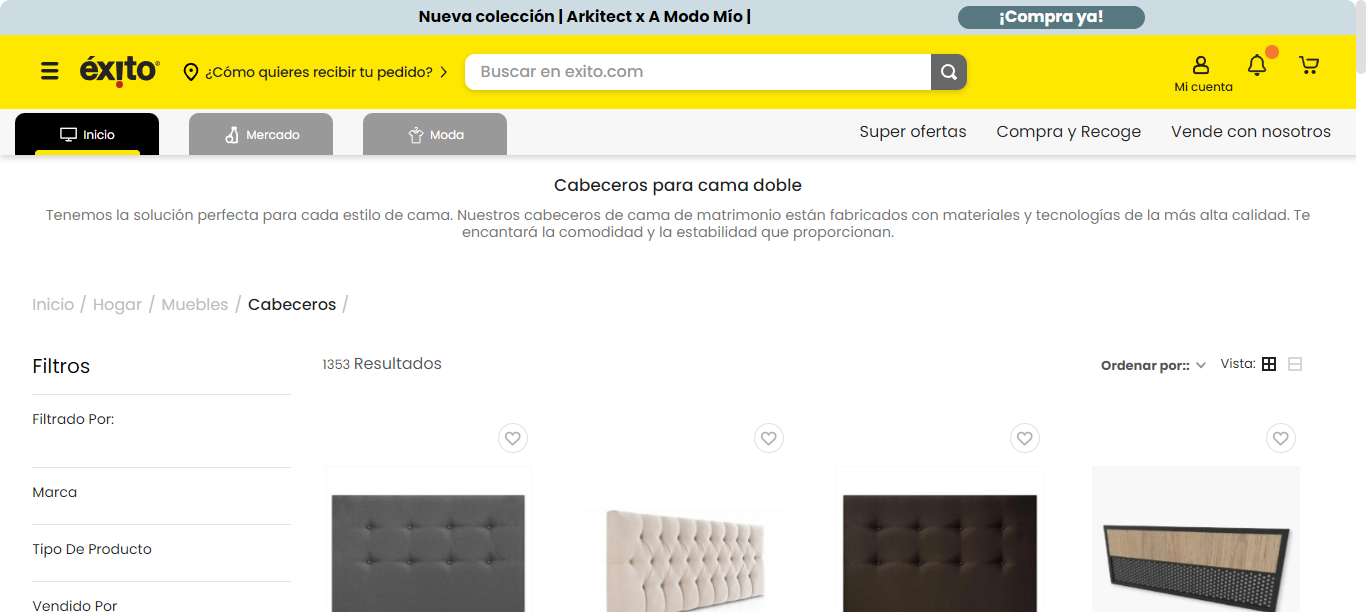 Nueva colección | Arkitect x A Modo Mío |
¡Compra ya!
éxito
¿Cómo quieres recibir tu pedido?
Buscar en exito.com
Mi cuenta
Inicio
Mercado
Moda
Super ofertas
Compra y Recoge
Vende con nosotros
Cabeceros para cama doble
Tenemos la solución perfecta para cada estilo de cama. Nuestros cabeceros de cama de matrimonio están fabricados con materiales y tecnologías de la más alta calidad. Te
encantará la comodidad y la estabilidad que proporcionan.
Inicio / Hogar / Muebles / Cabeceros /
Filtros
1353 Resultados
Ordenar por::
Vista:
Filtrado Por:
Marca
Tipo De Producto
Vendido Por